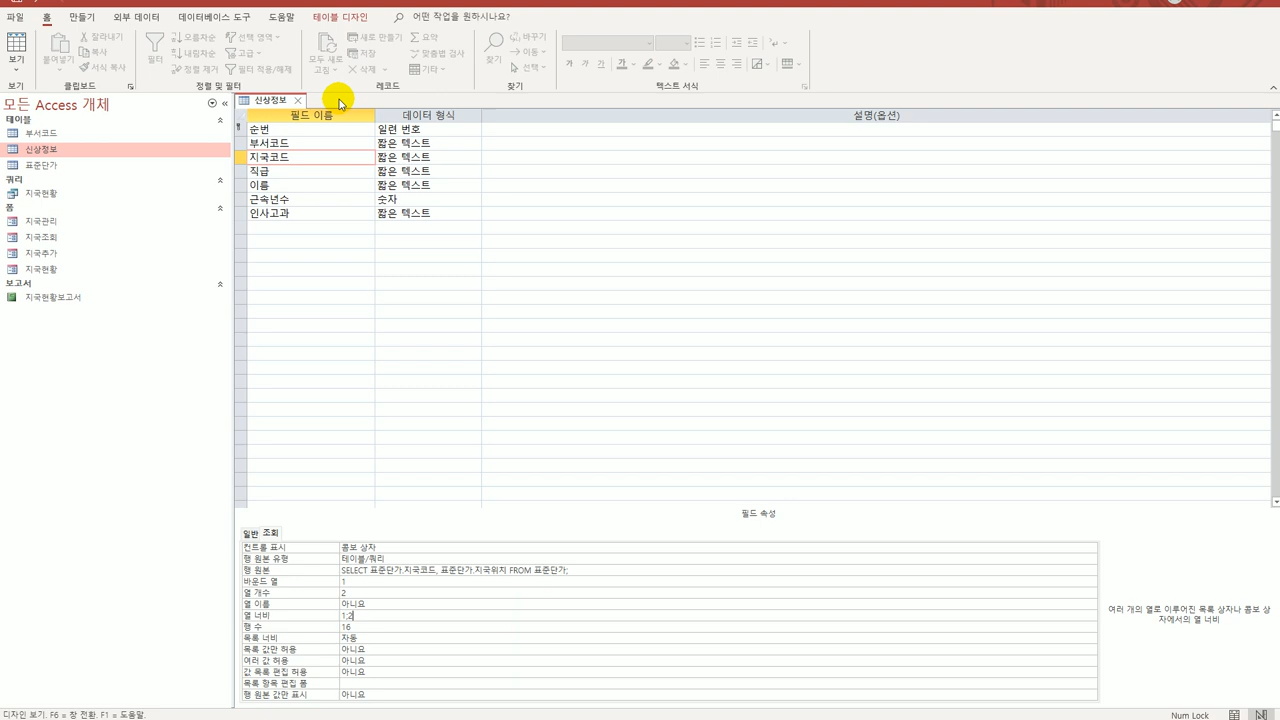 파일 홈 만들기 외부 데이터 데이터베이스 도구 도움말 테이블 디자인 어떤 작업을 원하시나요?
보기 붙여넣기 잘라내기 복사 서식 복사
필터 오름차순 내림차순 정렬 제거 선택 영역 고급 필터 적용/해제
모두 새로 고침 새로 만들기 저장 삭제 요약 맞춤법 검사 기타
찾기 바꾸기 이동 선택
가 가 가 가 가
보기 클립보드 정렬 및 필터 레코드 찾기 텍스트 서식
모든 Access 개체
테이블
부서코드
신상정보
표준단가
쿼리
지국현황
폼
지국관리
지국조회
지국추가
지국현황
보고서
지국현황보고서
신상정보
필드 이름 데이터 형식 설명(옵션)
순번 일련 번호
부서코드 짧은 텍스트
지국코드 짧은 텍스트
직급 짧은 텍스트
이름 짧은 텍스트
근속년수 숫자
인사고과 짧은 텍스트
필드 속성
일반 조회
컨트롤 표시 콤보 상자
행 원본 유형 테이블/쿼리
행 원본 SELECT 표준단가.지국코드, 표준단가.지국위치 FROM 표준단가;
바운드 열 1
열 개수 2
열 이름 아니요
열 너비 1;2
행 수 16
목록 너비 자동
목록 값만 허용 아니요
여러 값 허용 아니요
값 목록 편집 허용 아니요
목록 항목 편집 폼
행 원본 값만 표시 아니요
여러 개의 열로 이루어진 목록 상자나 콤보 상
자에서의 열 너비
디자인 보기. F6 = 창 전환. F1 = 도움말. Num Lock